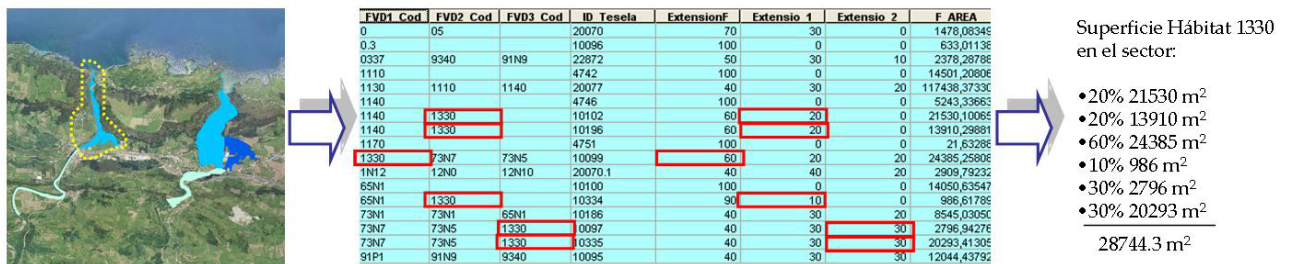 FVD1_Cod FVD2_Cod FVD3_Cod ID_Tesela ExtensionF Extensio_1 Extensio_2 F_AREA
0 05 20070 70 30 0 1478,08349
0.3 10096 100 0 0 633,01138
0337 9340 91N9 22872 50 30 10 2378,28788
1110 4742 100 0 0 14501,20806
1130 1110 1140 20077 40 30 20 117438,37330
1140 4746 100 0 0 5243,33663
1140 1330 10102 60 20 0 21530,10065
1140 1330 10196 60 20 0 13910,29881
1170 4751 100 0 0 21,63288
1330 73N7 73N5 10099 60 20 20 24385,25808
1N12 12N0 12N10 20070.1 40 40 20 2909,79232
65N1 10100 100 0 0 14050,63547
65N1 1330 10334 90 10 0 986,61789
73N1 73N1 65N1 10186 40 30 20 8545,03050
73N7 73N5 1330 10097 40 30 30 2796,94276
73N7 73N5 1330 10335 40 30 30 20293,41305
91P1 91N9 9340 10095 40 30 30 12044,43792
Superficie Hábitat 1330
en el sector:
•20% 21530 m²
•20% 13910 m²
•60% 24385 m²
•10% 986 m²
•30% 2796 m²
•30% 20293 m²
28744.3 m²